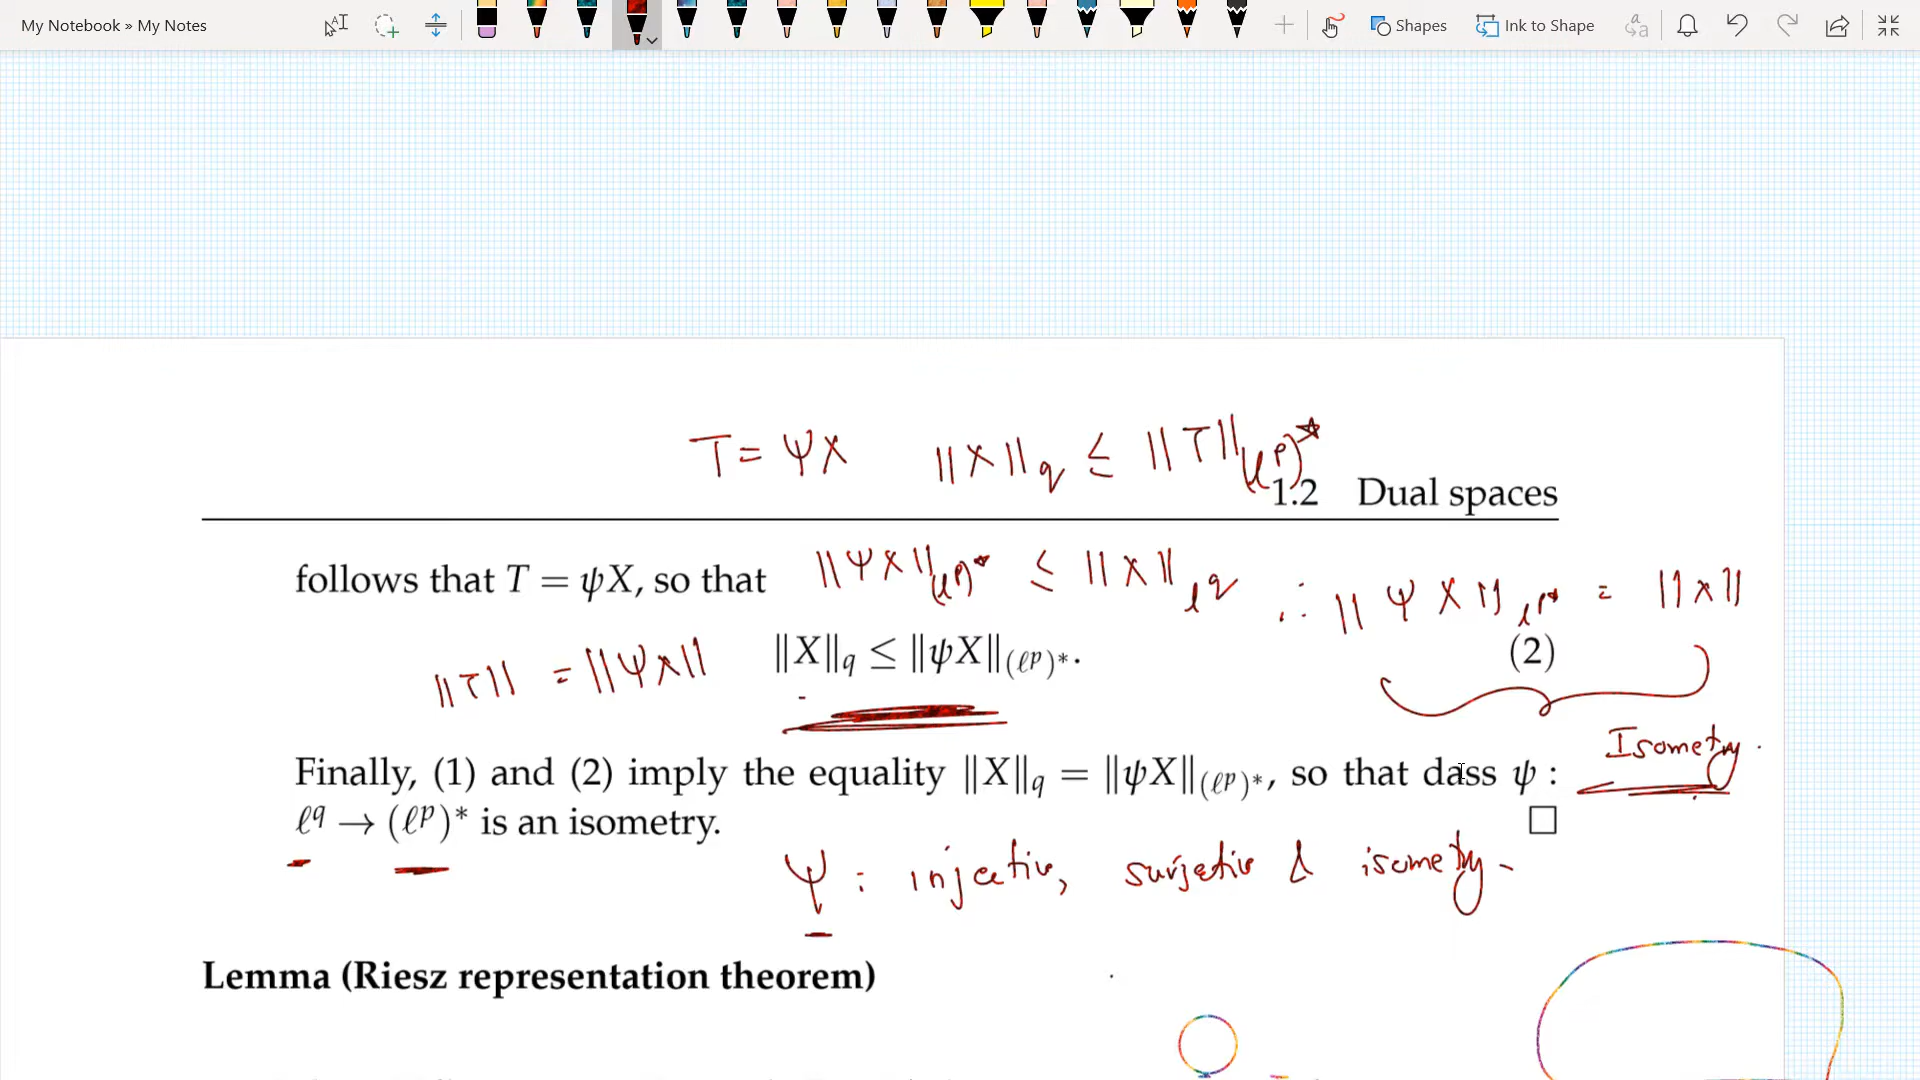 My Notebook » My Notes
Shapes
Ink to Shape
T = ΨX ||X||q ≤ ||T||(ℓp)*
1.2 Dual spaces
follows that T = ψX, so that
||ΨX||(ℓp)* ≤ ||X||ℓq
∴ ||ΨX||ℓp* = ||X||
||T|| = ||ΨX||
‖X‖q ≤ ‖ψX‖(ℓp)*. (2)
Isometry.
Finally, (1) and (2) imply the equality ‖X‖q = ‖ψX‖(ℓp)*, so that dass ψ :
ℓq → (ℓp)* is an isometry. □
Ψ : injective, surjective & isometry.
Lemma (Riesz representation theorem)